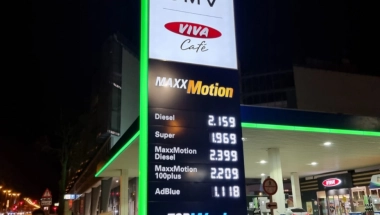 VIVA
Café
MAXXMotion
Diesel 2.159
Super 1.969
MaxxMotion
Diesel 2.399
MaxxMotion
100plus 2.209
AdBlue 1.118
VIVA